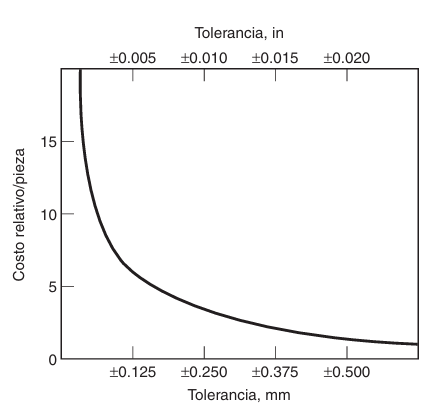 Tolerancia, in
±0.005 ±0.010 ±0.015 ±0.020
Costo relativo/pieza
15
10
5
0
±0.125 ±0.250 ±0.375 ±0.500
Tolerancia, mm